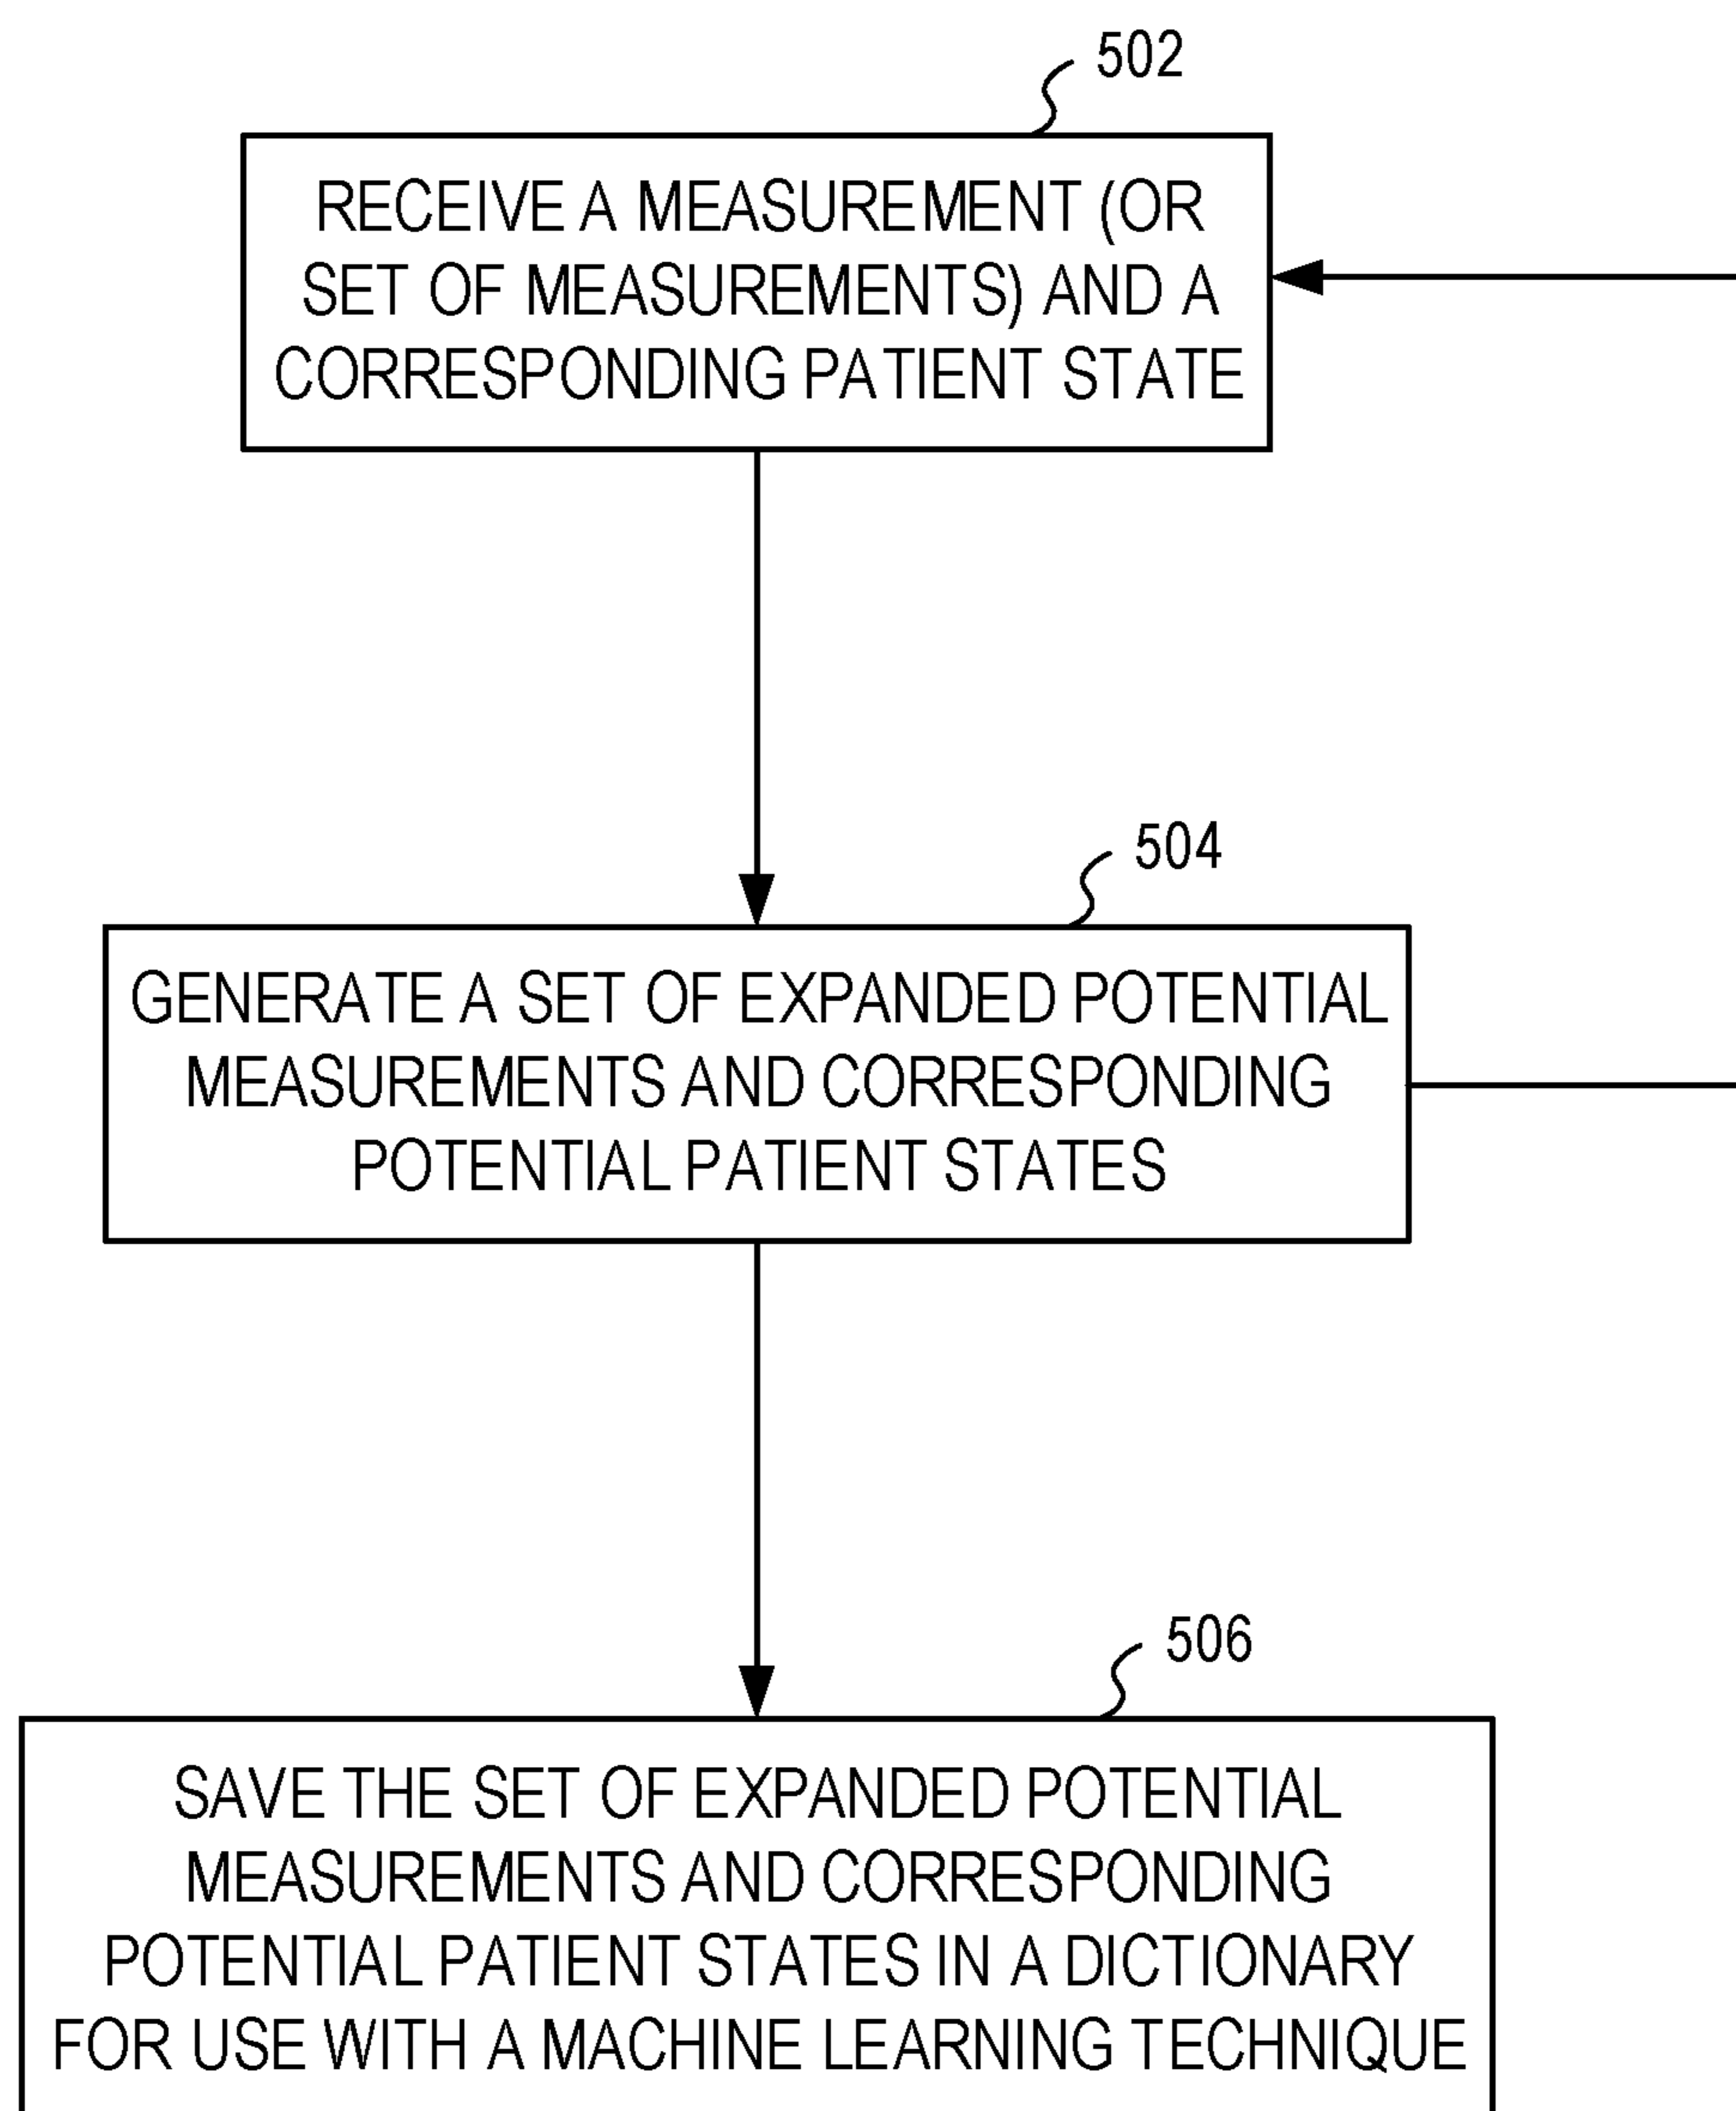 502
RECEIVE A MEASUREMENT (OR
SET OF MEASUREMENTS) AND A
CORRESPONDING PATIENT STATE
504
GENERATE A SET OF EXPANDED POTENTIAL
MEASUREMENTS AND CORRESPONDING
POTENTIAL PATIENT STATES
506
SAVE THE SET OF EXPANDED POTENTIAL
MEASUREMENTS AND CORRESPONDING
POTENTIAL PATIENT STATES IN A DICTIONARY
FOR USE WITH A MACHINE LEARNING TECHNIQUE